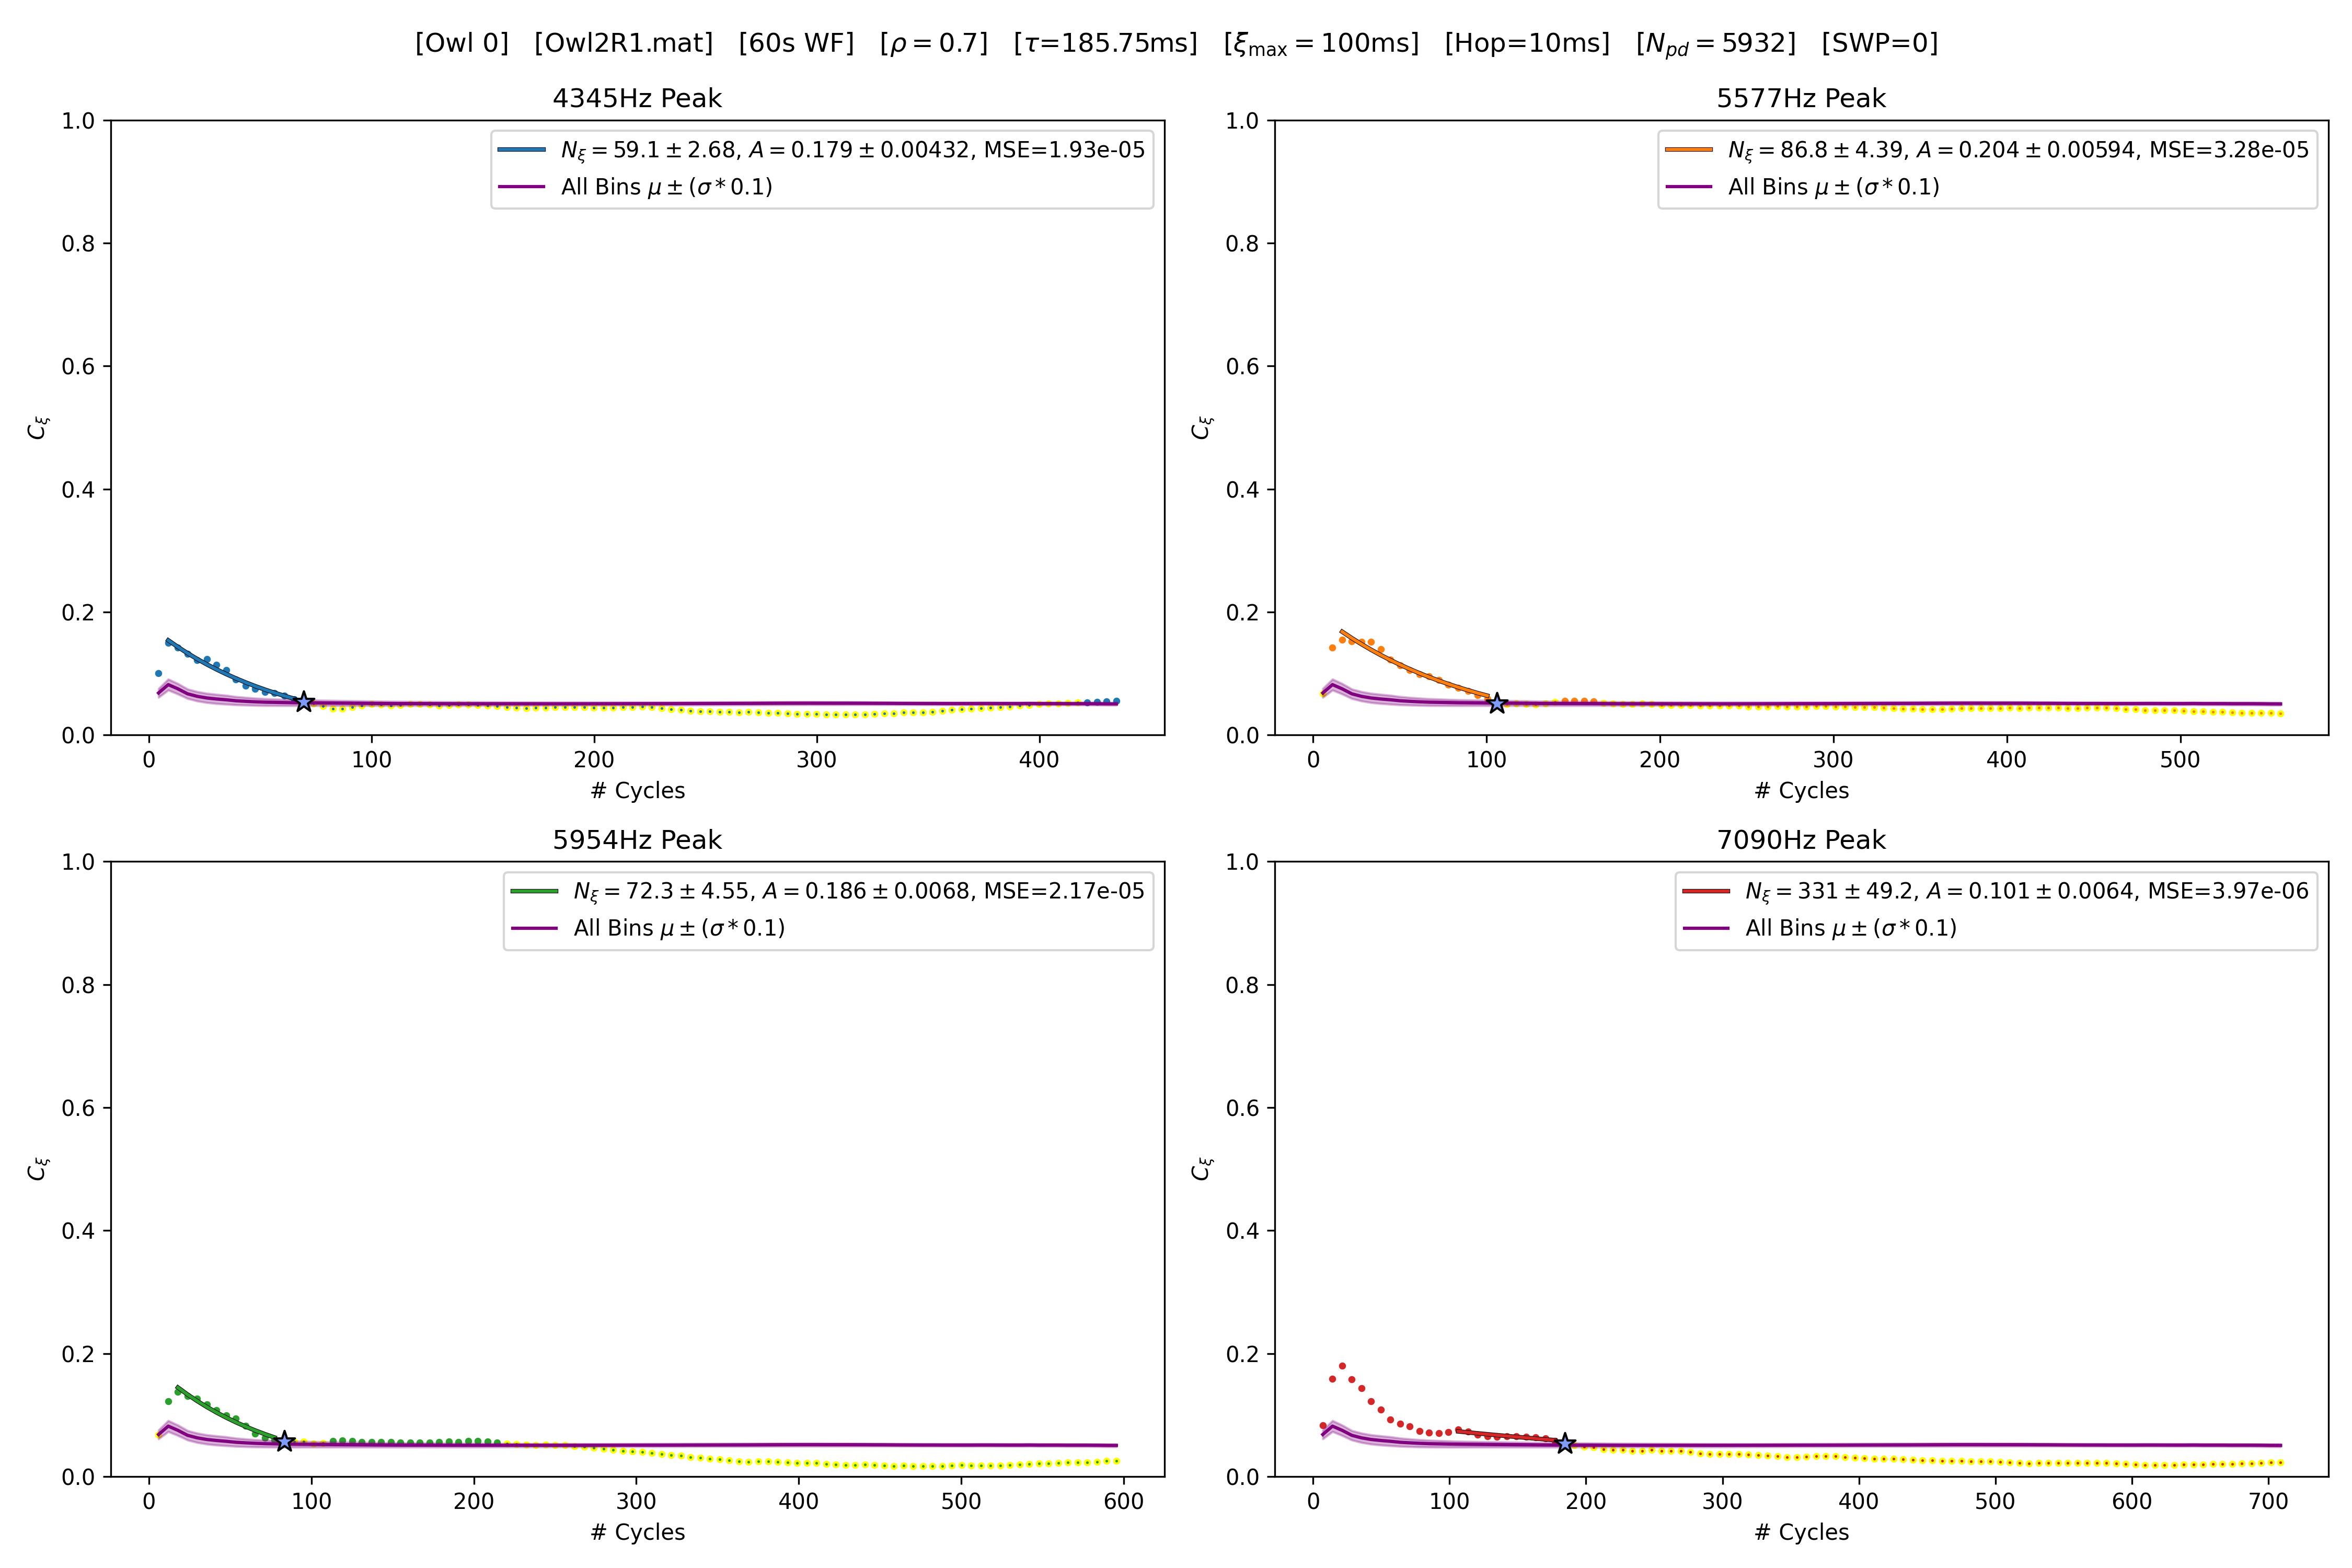 [Owl 0] [Owl2R1.mat] [60s WF] [ρ = 0.7] [τ=185.75ms] [ξmax = 100ms] [Hop=10ms] [Npd = 5932] [SWP=0]
4345Hz Peak
1.0
0.8
0.6
0.4
0.2
0.0
Cξ
Nξ = 59.1 ± 2.68, A = 0.179 ± 0.00432, MSE=1.93e-05
All Bins μ ± (σ * 0.1)
0 100 200 300 400
# Cycles
5577Hz Peak
1.0
0.8
0.6
0.4
0.2
0.0
Cξ
Nξ = 86.8 ± 4.39, A = 0.204 ± 0.00594, MSE=3.28e-05
All Bins μ ± (σ * 0.1)
0 100 200 300 400 500
# Cycles
5954Hz Peak
1.0
0.8
0.6
0.4
0.2
0.0
Cξ
Nξ = 72.3 ± 4.55, A = 0.186 ± 0.0068, MSE=2.17e-05
All Bins μ ± (σ * 0.1)
0 100 200 300 400 500 600
# Cycles
7090Hz Peak
1.0
0.8
0.6
0.4
0.2
0.0
Cξ
Nξ = 331 ± 49.2, A = 0.101 ± 0.0064, MSE=3.97e-06
All Bins μ ± (σ * 0.1)
0 100 200 300 400 500 600 700
# Cycles